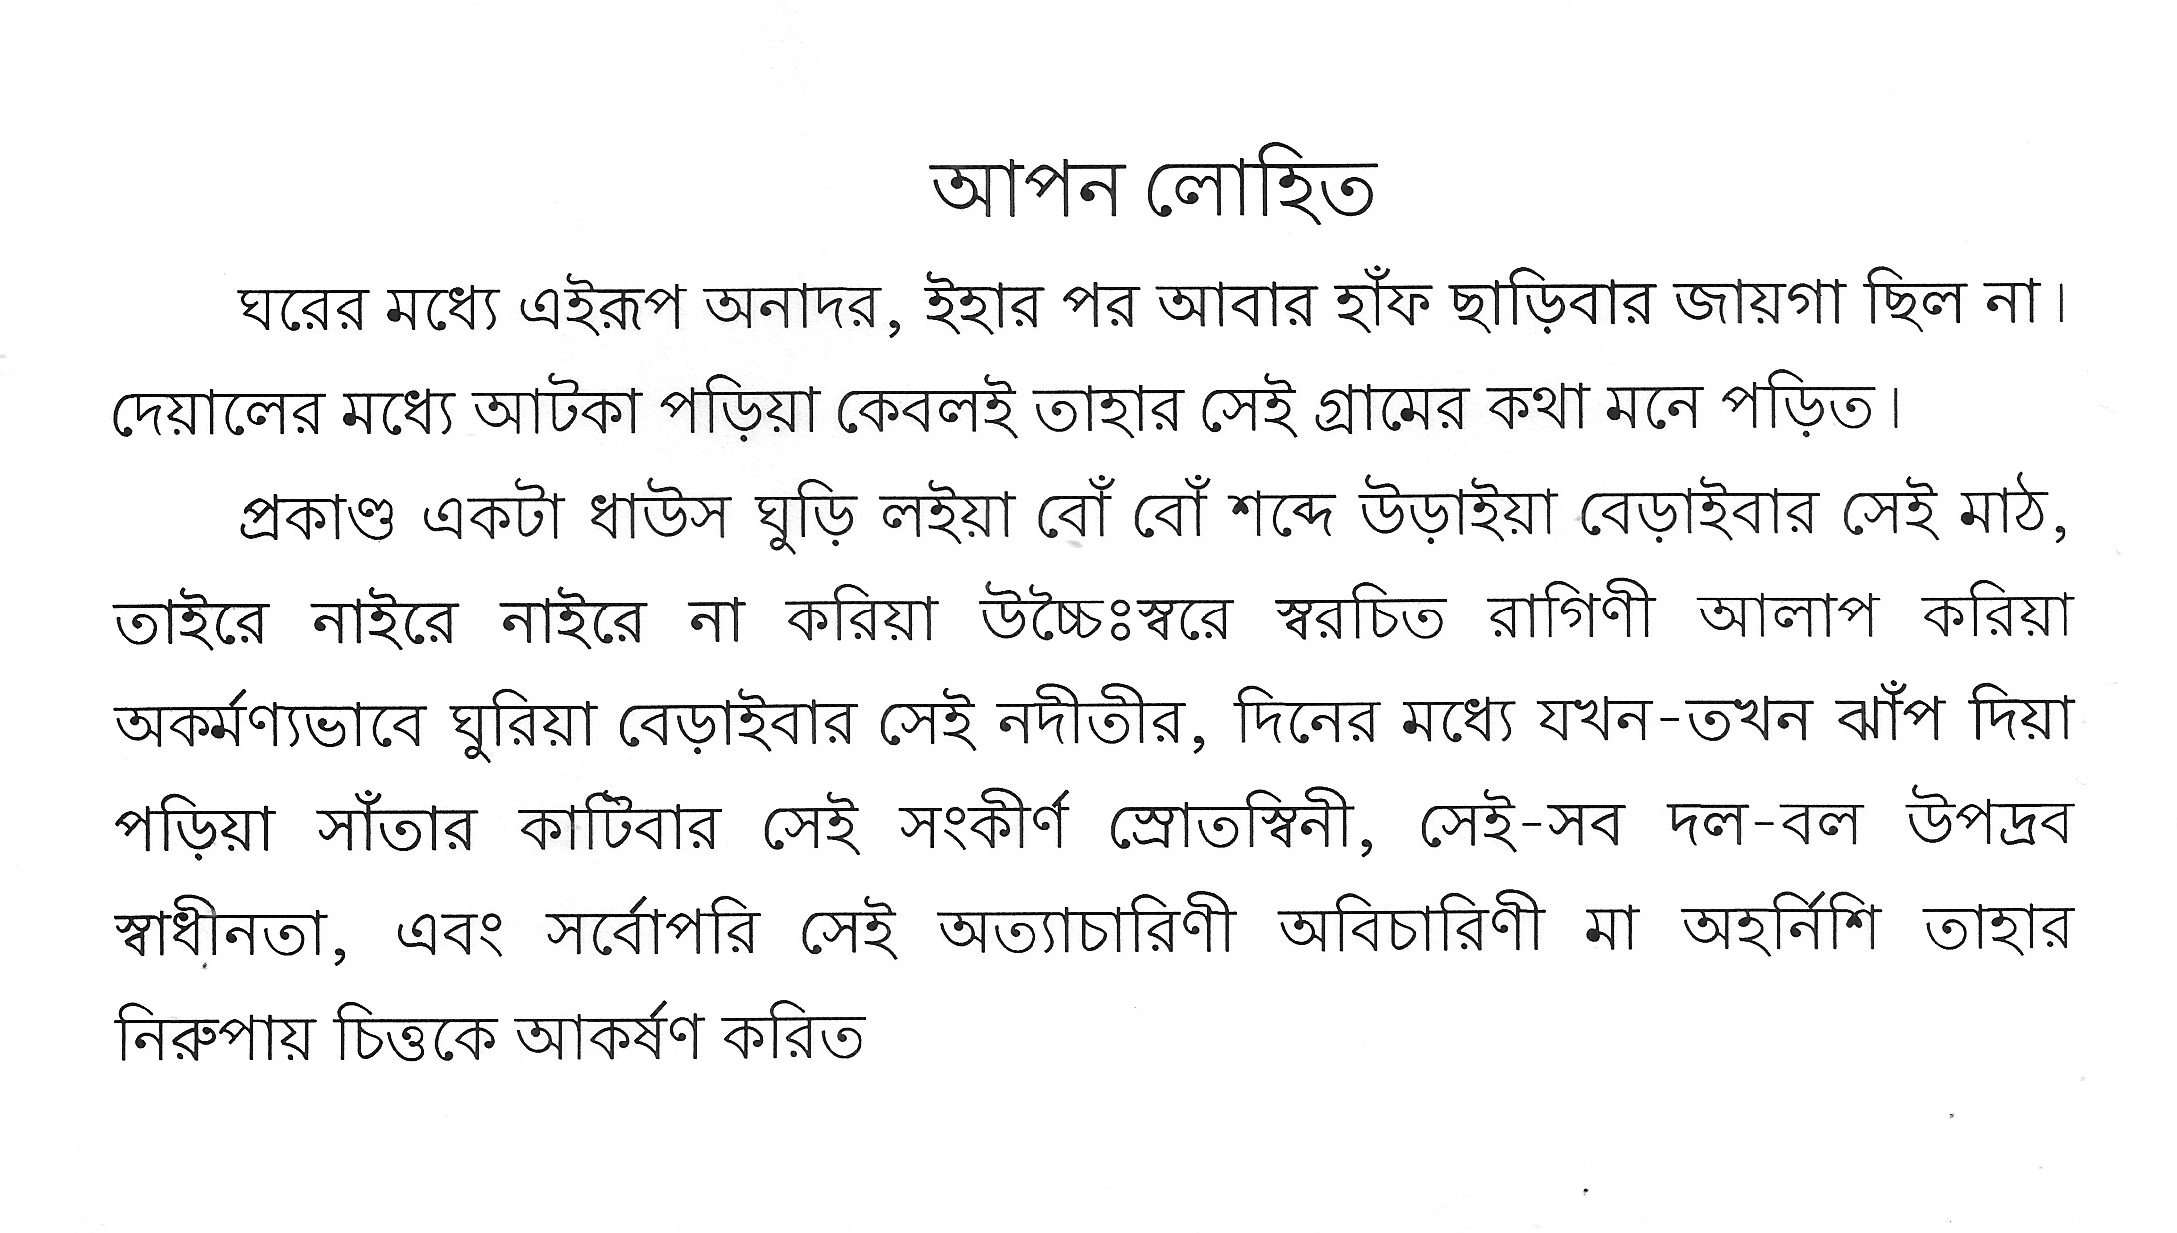 আপন লোহিত
ঘরের মধ্যে এইরূপ অনাদর, ইহার পর আবার হাঁফ ছাড়িবার জায়গা ছিল না।
দেয়ালের মধ্যে আটকা পড়িয়া কেবলই তাহার সেই গ্রামের কথা মনে পড়িত।
প্রকাণ্ড একটা ধাউস ঘুড়ি লইয়া বোঁ বোঁ শব্দে উড়াইয়া বেড়াইবার সেই মাঠ,
তাইরে নাইরে নাইরে না করিয়া উচ্চৈঃস্বরে স্বরচিত রাগিণী আলাপ করিয়া
অকর্মণ্যভাবে ঘুরিয়া বেড়াইবার সেই নদীতীর, দিনের মধ্যে যখন-তখন ঝাঁপ দিয়া
পড়িয়া সাঁতার কাটিবার সেই সংকীর্ণ স্রোতস্বিনী, সেই-সব দল-বল উপদ্রব
স্বাধীনতা, এবং সর্বোপরি সেই অত্যাচারিণী অবিচারিণী মা অহর্নিশি তাহার
নিরুপায় চিত্তকে আকর্ষণ করিত